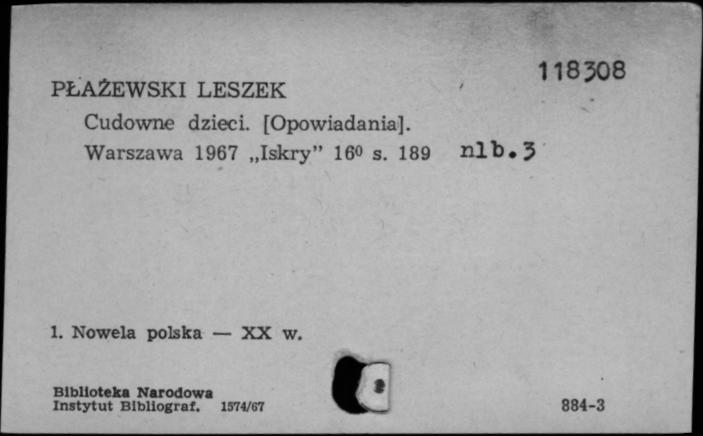 118308
PŁAŻEWSKI LESZEK
Cudowne dzieci. [Opowiadania].
Warszawa 1967 „Iskry” 16⁰ s. 189 nlb. 3
1. Nowela polska — XX w.
Biblioteka Narodowa
Instytut Bibliograf. 1574/67
884-3